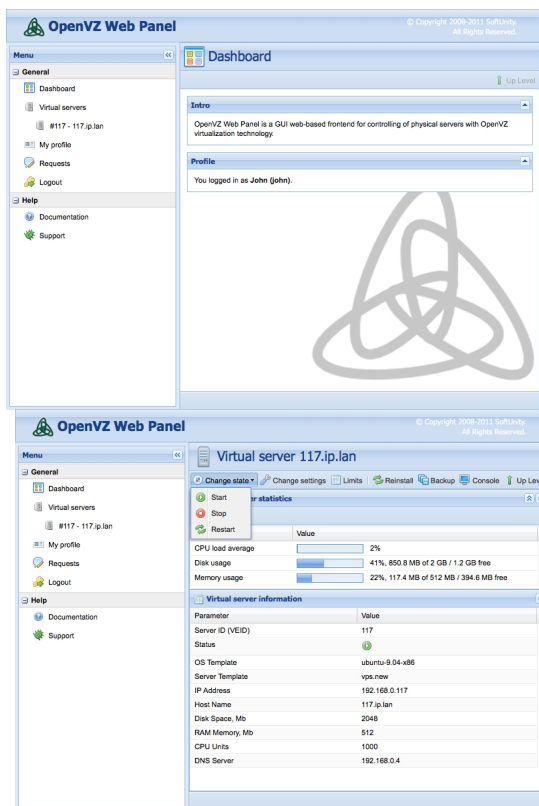 OpenVZ Web Panel
© Copyright 2008-2011 SoftUnity.
All Rights Reserved.
Menu
General
Dashboard
Virtual servers
#117 - 117.ip.lan
My profile
Requests
Logout
Help
Documentation
Support
Dashboard
Up Level
Intro
OpenVZ Web Panel is a GUI web-based frontend for controlling of physical servers with OpenVZ
virtualization technology.
Profile
You logged in as John (john).
OpenVZ Web Panel
© Copyright 2008-2011 SoftUnity.
All Rights Reserved.
Menu
General
Dashboard
Virtual servers
#117 - 117.ip.lan
My profile
Requests
Logout
Help
Documentation
Support
Virtual server 117.ip.lan
Change state Change settings Limits Reinstall Backup Console Up Lev
Start
Stop
Restart
statistics
Value
CPU load average 2%
Disk usage 41%, 850.8 MB of 2 GB / 1.2 GB free
Memory usage 22%, 117.4 MB of 512 MB / 394.6 MB free
Virtual server information
Parameter Value
Server ID (VEID) 117
Status
OS Template ubuntu-9.04-x86
Server Template vps.new
IP Address 192.168.0.117
Host Name 117.ip.lan
Disk Space, Mb 2048
RAM Memory, Mb 512
CPU Units 1000
DNS Server 192.168.0.4